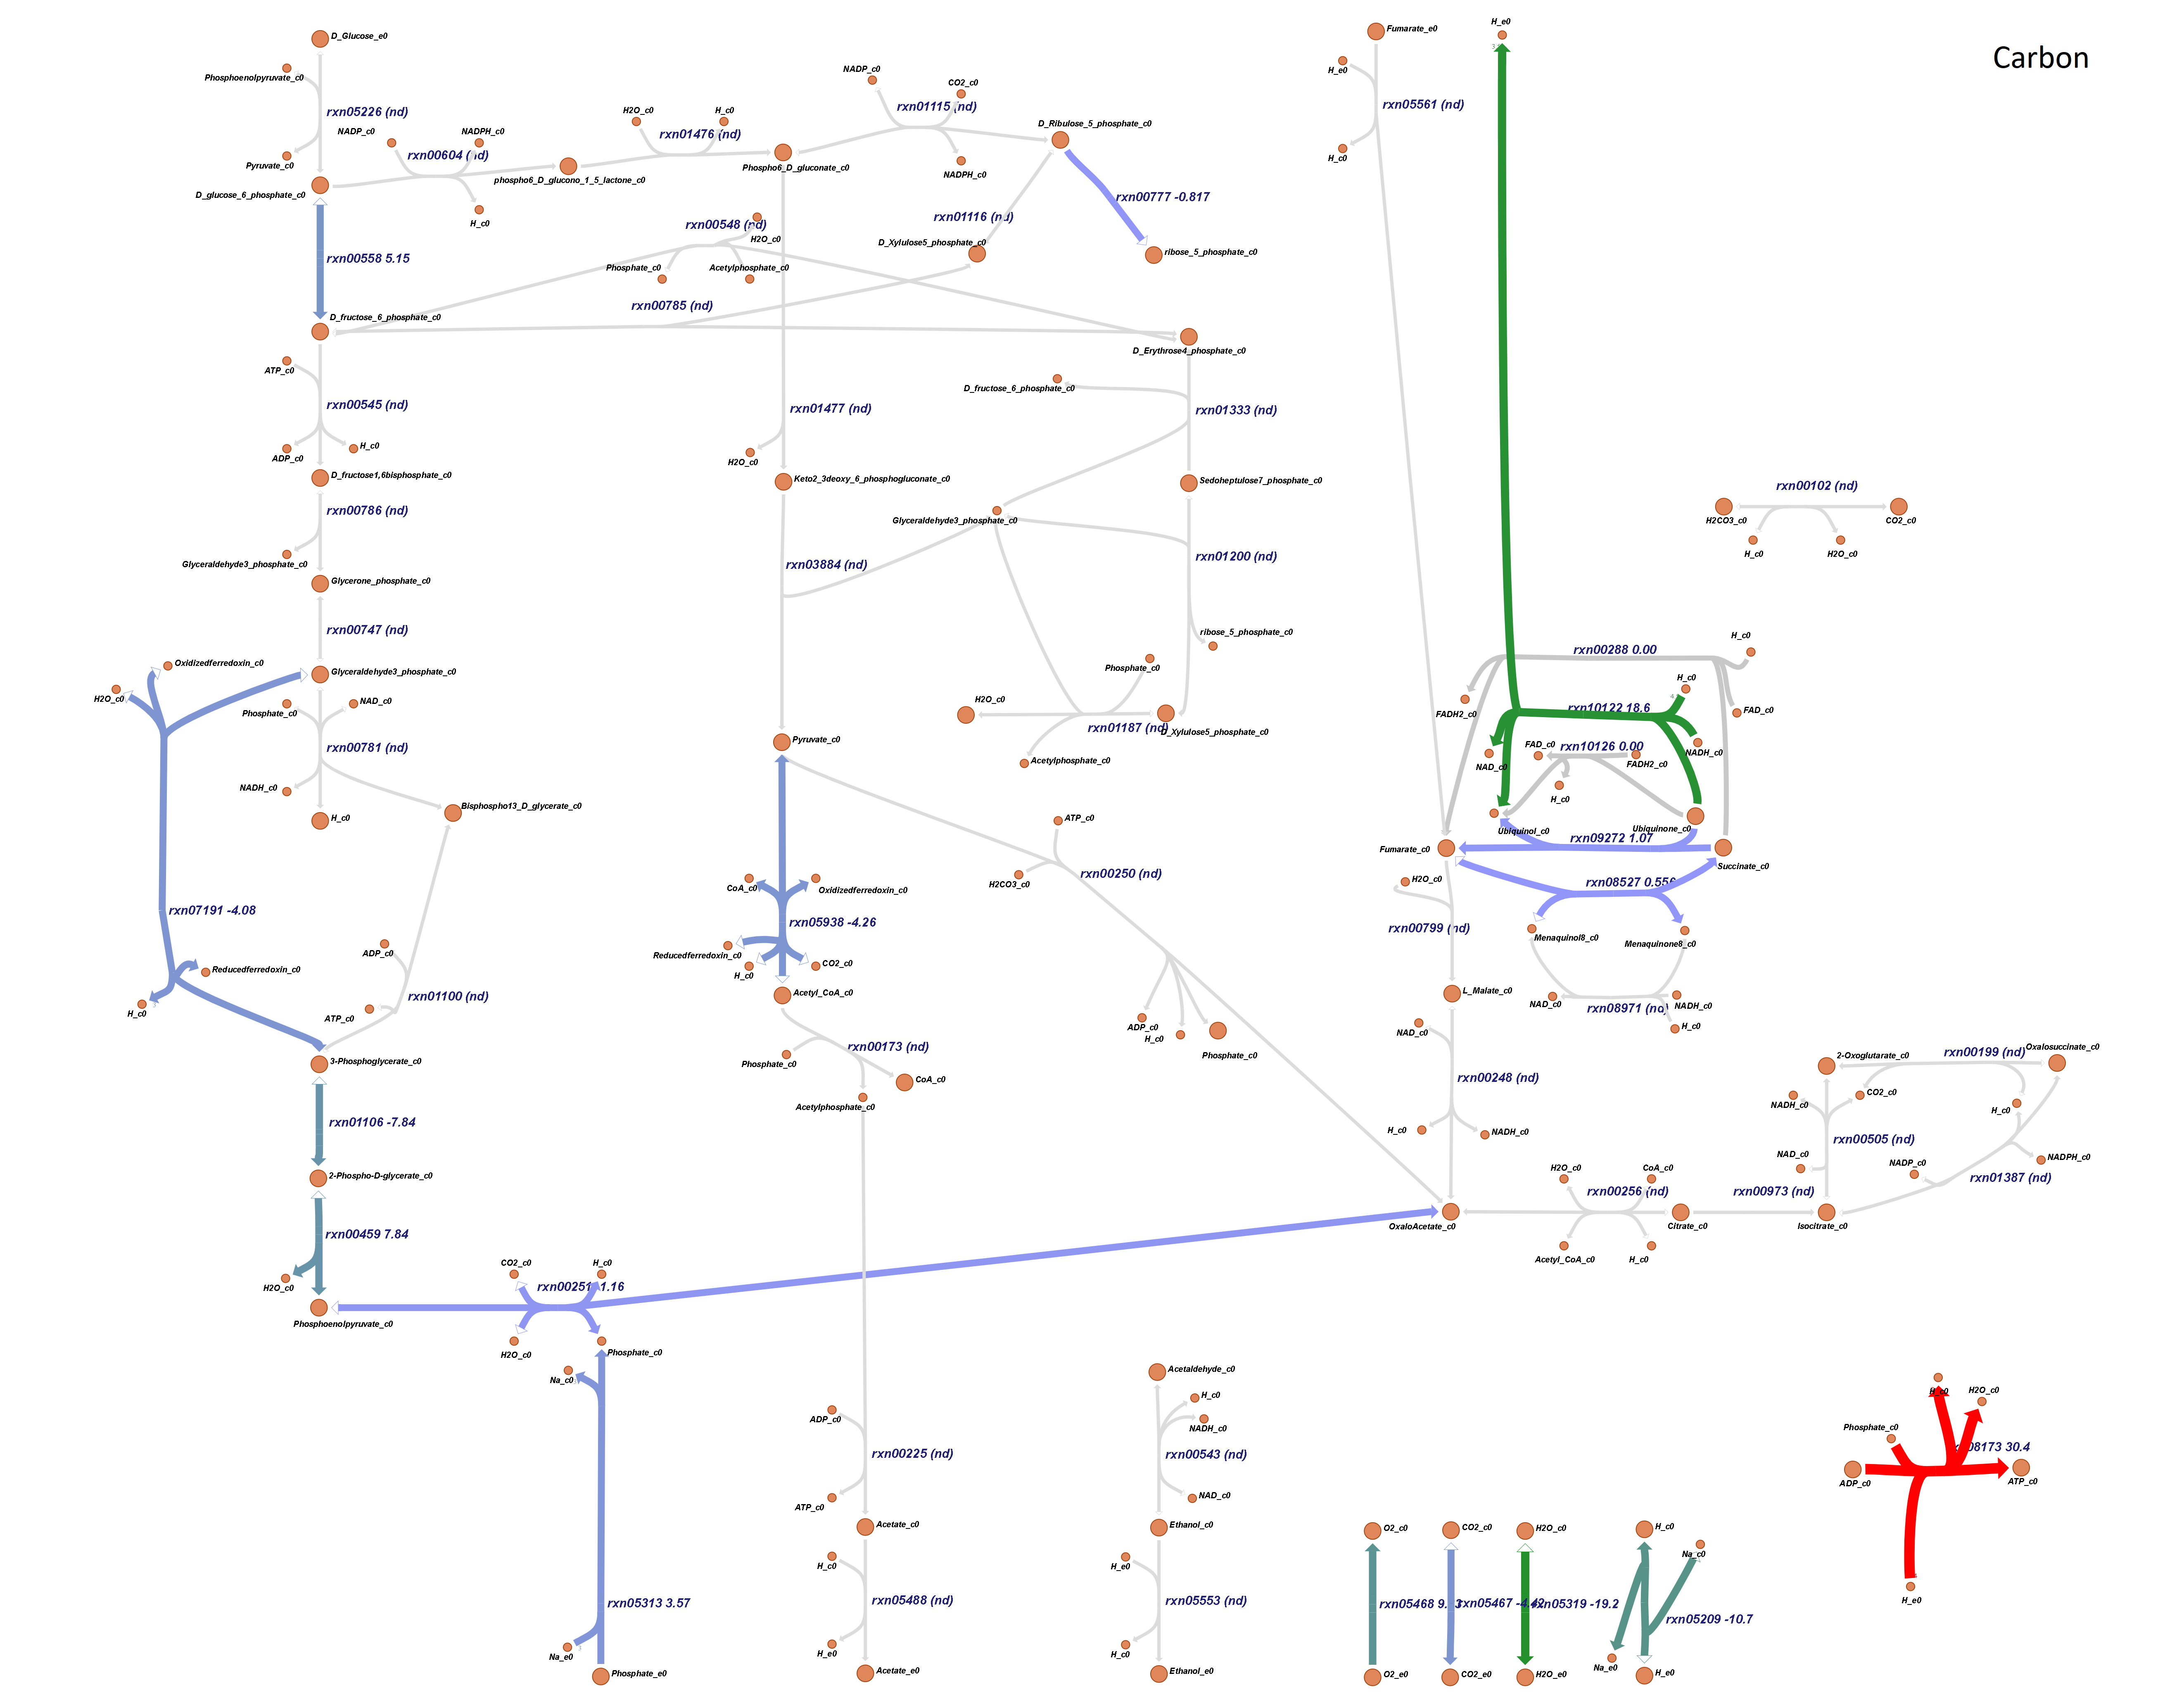 Carbon
D_Glucose_e0
Phosphoenolpyruvate_c0
rxn05226 (nd)
Pyruvate_c0
D_glucose_6_phosphate_c0
NADP_c0
NADPH_c0
rxn00604 (nd)
H_c0
phospho6_D_glucono_1_5_lactone_c0
H2O_c0
H_c0
rxn01476 (nd)
Phospho6_D_gluconate_c0
NADP_c0
CO2_c0
rxn01115 (nd)
NADPH_c0
D_Ribulose_5_phosphate_c0
rxn00777 -0.817
ribose_5_phosphate_c0
rxn01116 (nd)
D_Xylulose5_phosphate_c0
rxn00548 (nd)
H2O_c0
Phosphate_c0
Acetylphosphate_c0
rxn00785 (nd)
rxn00558 5.15
D_fructose_6_phosphate_c0
D_Erythrose4_phosphate_c0
ATP_c0
rxn00545 (nd)
ADP_c0
H_c0
D_fructose1,6bisphosphate_c0
rxn00786 (nd)
Glyceraldehyde3_phosphate_c0
Glycerone_phosphate_c0
rxn00747 (nd)
Glyceraldehyde3_phosphate_c0
Oxidizedferredoxin_c0
H2O_c0
Phosphate_c0
NAD_c0
rxn00781 (nd)
NADH_c0
H_c0
Bisphospho13_D_glycerate_c0
rxn07191 -4.08
ADP_c0
Reducedferredoxin_c0
rxn01100 (nd)
H_c0
ATP_c0
3-Phosphoglycerate_c0
rxn01106 -7.84
2-Phospho-D-glycerate_c0
rxn00459 7.84
H2O_c0
Phosphoenolpyruvate_c0
CO2_c0
H_c0
rxn00251 1.16
H2O_c0
Phosphate_c0
Na_c0
rxn05313 3.57
Na_e0
Phosphate_e0
rxn01477 (nd)
H2O_c0
Keto2_3deoxy_6_phosphogluconate_c0
rxn03884 (nd)
D_fructose_6_phosphate_c0
rxn01333 (nd)
Sedoheptulose7_phosphate_c0
Glyceraldehyde3_phosphate_c0
rxn01200 (nd)
ribose_5_phosphate_c0
Phosphate_c0
H2O_c0
rxn01187 (nd)
D_Xylulose5_phosphate_c0
Acetylphosphate_c0
Pyruvate_c0
CoA_c0
Oxidizedferredoxin_c0
rxn05938 -4.26
Reducedferredoxin_c0
H_c0
CO2_c0
Acetyl_CoA_c0
Phosphate_c0
rxn00173 (nd)
CoA_c0
Acetylphosphate_c0
ATP_c0
H2CO3_c0
rxn00250 (nd)
ADP_c0
H_c0
Phosphate_c0
ADP_c0
rxn00225 (nd)
ATP_c0
Acetate_c0
H_c0
rxn05488 (nd)
H_e0
Acetate_e0
Acetaldehyde_c0
H_c0
NADH_c0
rxn00543 (nd)
NAD_c0
Ethanol_c0
H_e0
rxn05553 (nd)
H_c0
Ethanol_e0
Fumarate_e0
H_e0
rxn05561 (nd)
H_c0
H_e0
3
H2CO3_c0
rxn00102 (nd)
CO2_c0
H_c0
H2O_c0
H_c0
rxn00288 0.00
FADH2_c0
FAD_c0
H_c0
4
rxn10122 18.6
NAD_c0
NADH_c0
FAD_c0
rxn10126 0.00
FADH2_c0
H_c0
Ubiquinol_c0
Ubiquinone_c0
rxn09272 1.07
Fumarate_c0
Succinate_c0
rxn08527 0.556
Menaquinol8_c0
Menaquinone8_c0
NAD_c0
rxn08971 (nd)
NADH_c0
H_c0
H2O_c0
rxn00799 (nd)
L_Malate_c0
NAD_c0
rxn00248 (nd)
H_c0
NADH_c0
OxaloAcetate_c0
H2O_c0
CoA_c0
rxn00256 (nd)
Acetyl_CoA_c0
H_c0
Citrate_c0
rxn00973 (nd)
Isocitrate_c0
2-Oxoglutarate_c0
rxn00199 (nd)
Oxalosuccinate_c0
NADH_c0
CO2_c0
H_c0
rxn00505 (nd)
NAD_c0
NADP_c0
NADPH_c0
rxn01387 (nd)
O2_c0
CO2_c0
H2O_c0
H_c0
Na_c0
rxn05467 -4.42
rxn05319 -19.2
rxn05209 -10.7
O2_e0
CO2_e0
H2O_e0
Na_e0
H_e0
H_c0
H2O_c0
Phosphate_c0
ADP_c0
ATP_c0
H_e0